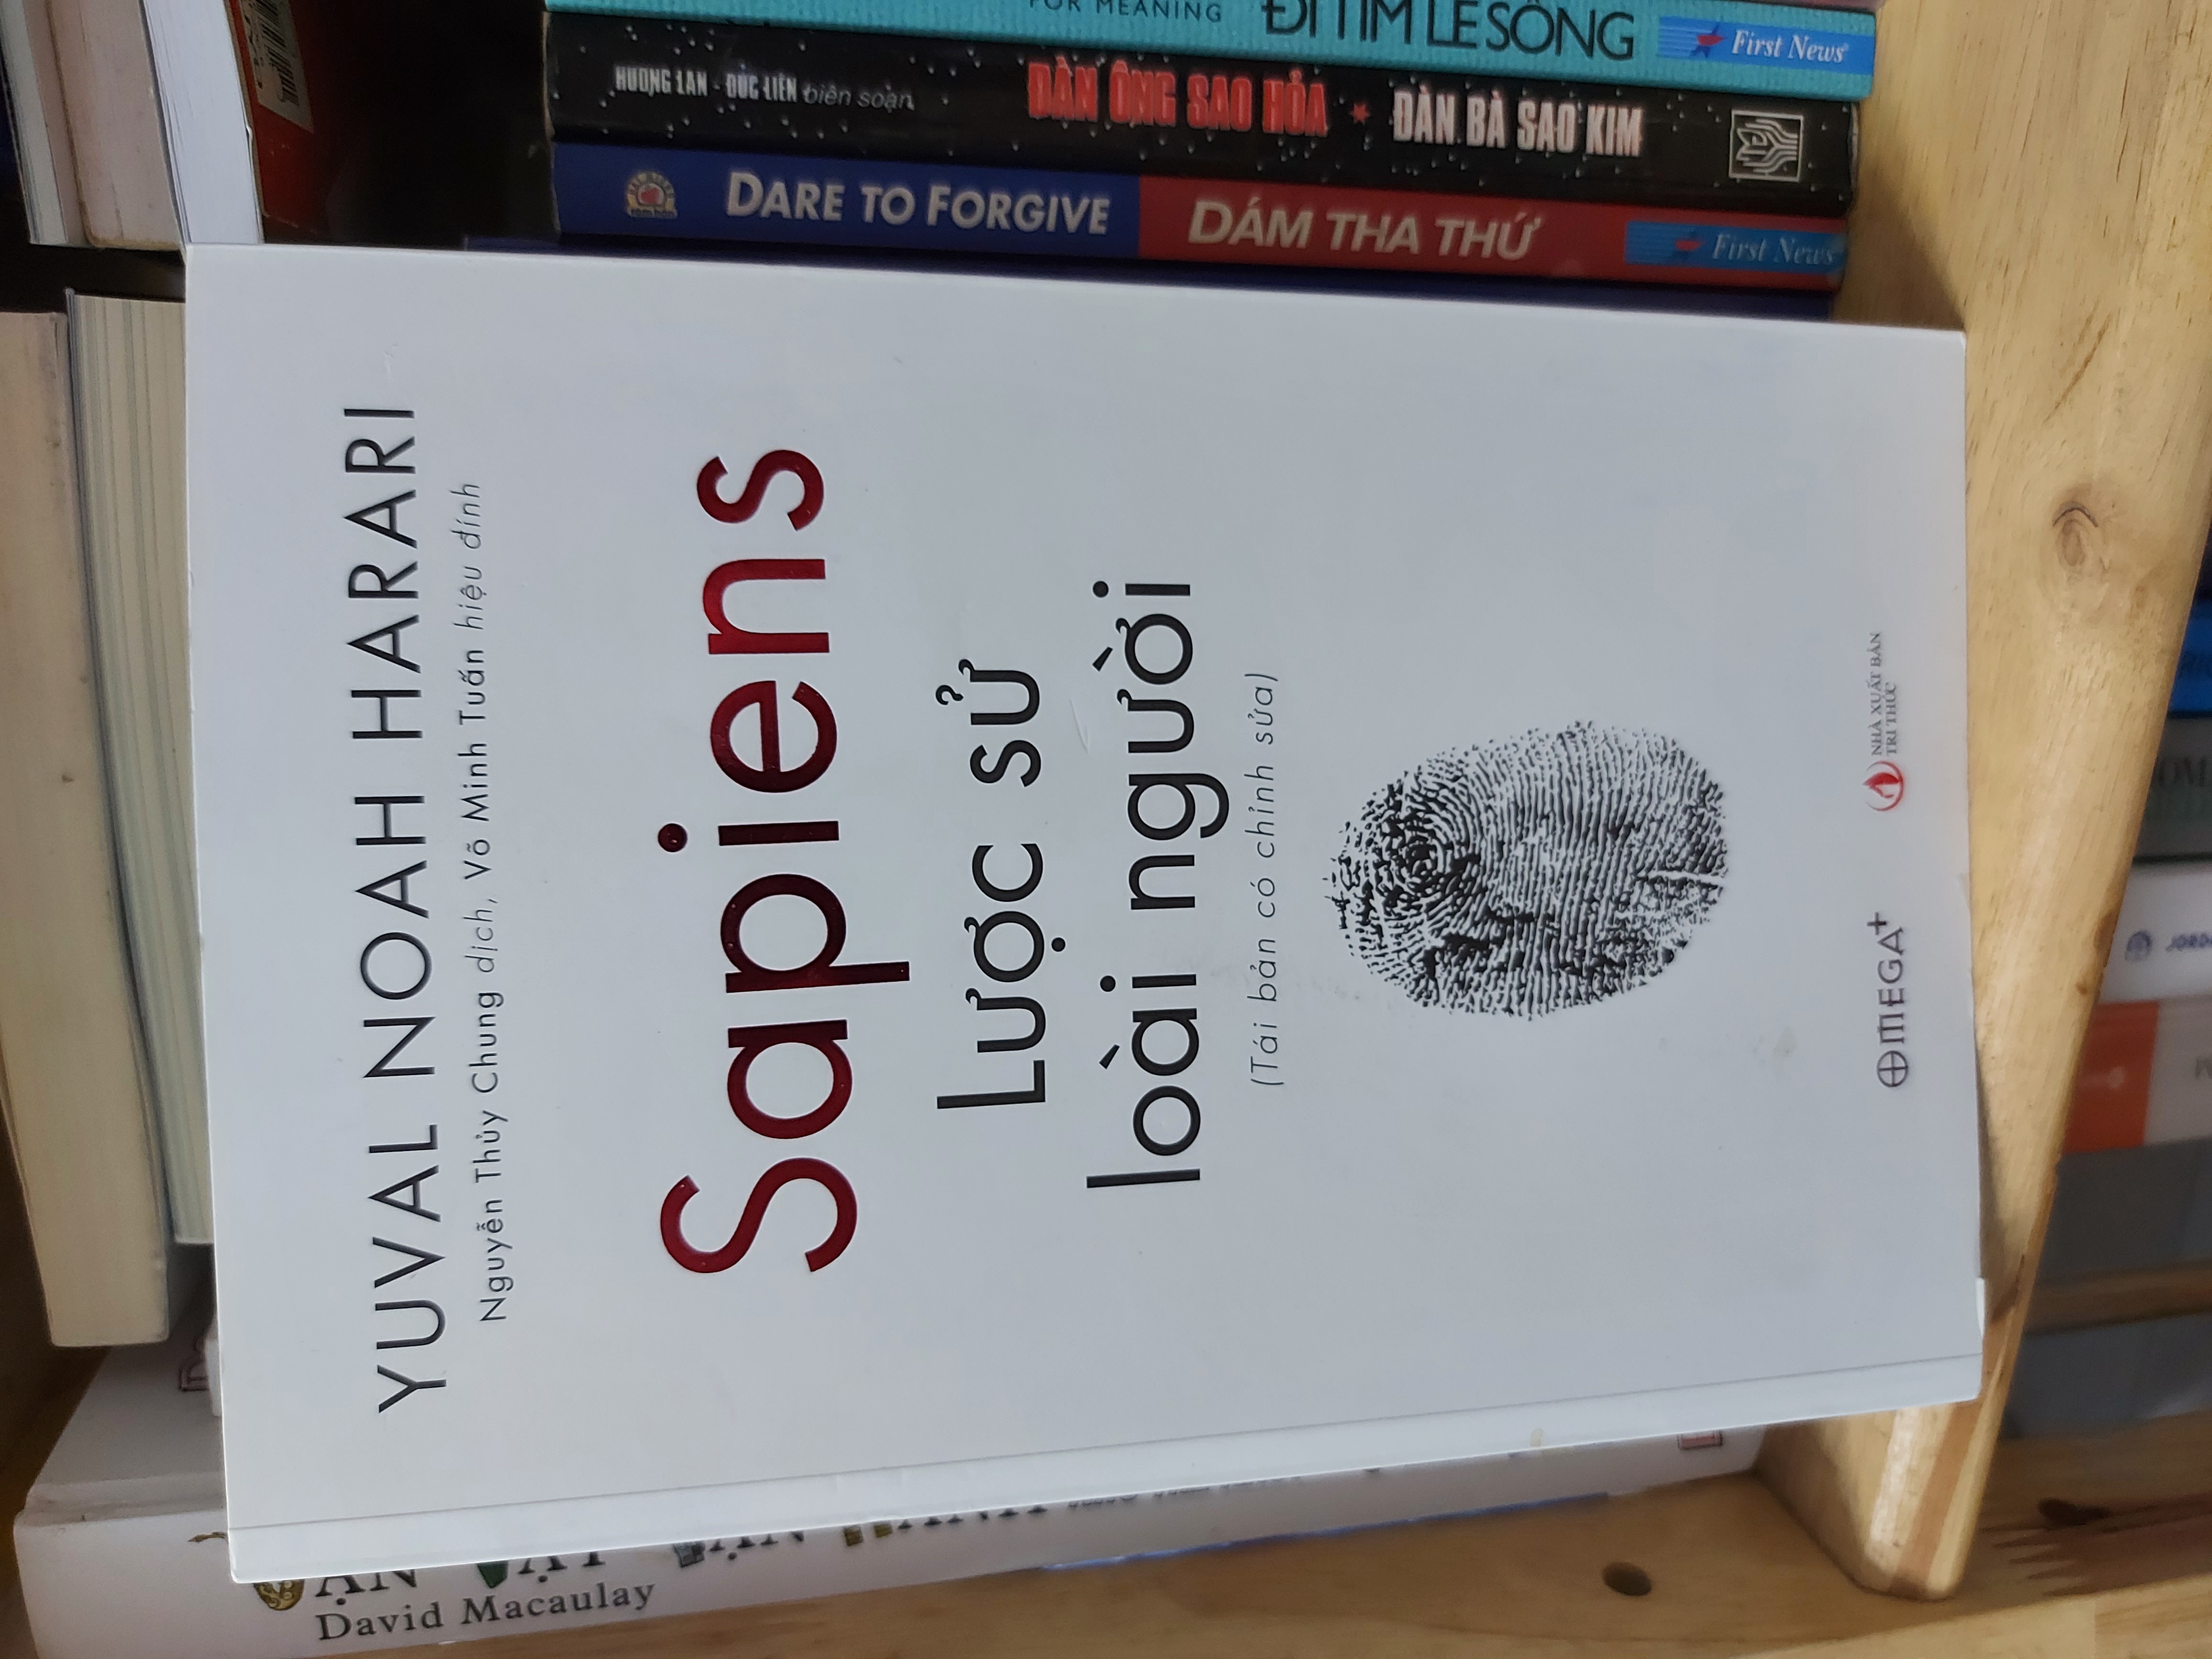 YUVAL NOAH HARARI
Nguyễn Thủy Chung dịch, Võ Minh Tuấn hiệu đính
Sapiens
Lược sử
loài người
(Tái bản có chỉnh sửa)
OMEGA+
NHÀ XUẤT BẢN
TRI THỨC
David Macaulay
DARE TO FORGIVE
DÁM THA THỨ
First News
HƯƠNG LAN - ĐỨC LIÊN biên soạn
ĐÀN ÔNG SAO HỎA ★ ĐÀN BÀ SAO KIM
FOR MEANING
ĐI TÌM LẼ SỐNG
First News